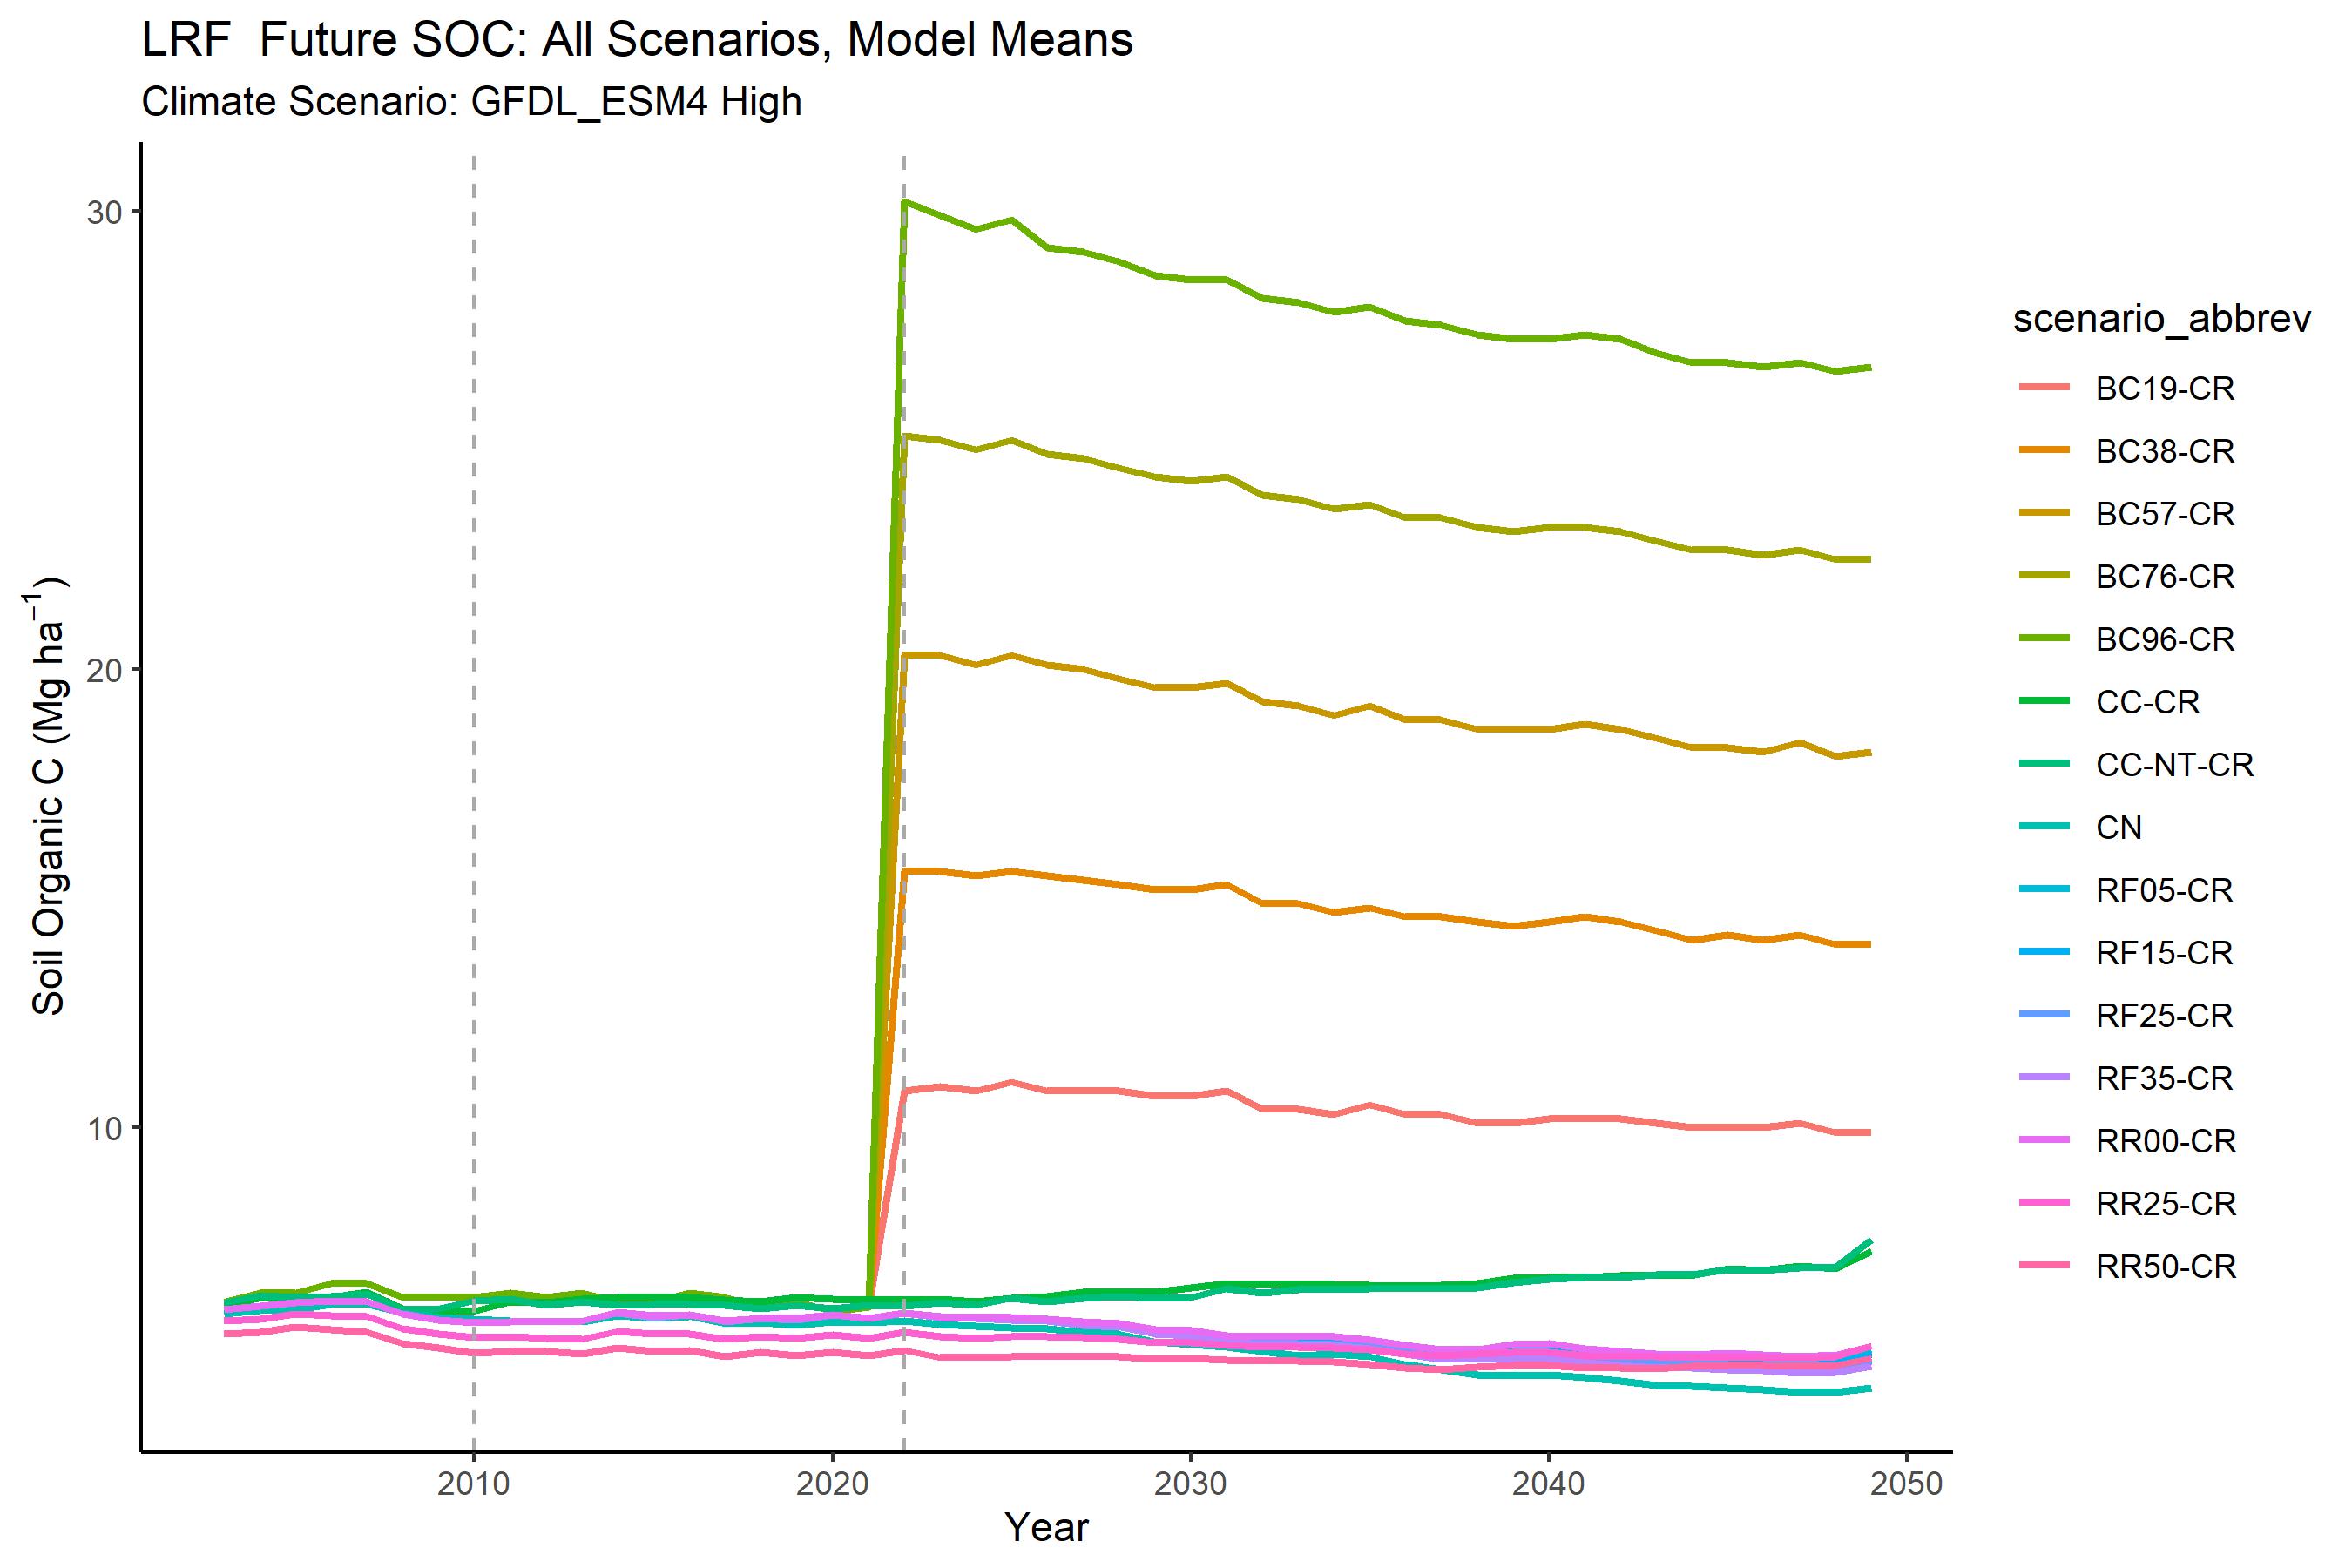 LRF  Future SOC: All Scenarios, Model Means
Climate Scenario: GFDL_ESM4 High
30
20
10
Soil Organic C (Mg ha⁻¹)
2010
2020
2030
2040
2050
Year
scenario_abbrev
BC19-CR
BC38-CR
BC57-CR
BC76-CR
BC96-CR
CC-CR
CC-NT-CR
CN
RF05-CR
RF15-CR
RF25-CR
RF35-CR
RR00-CR
RR25-CR
RR50-CR